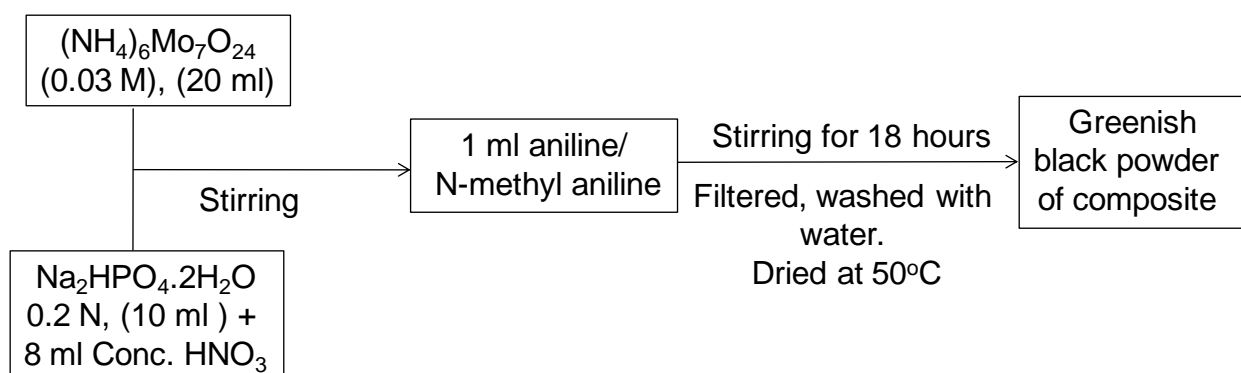 (NH₄)₆Mo₇O₂₄
(0.03 M), (20 ml)
Stirring
Na₂HPO₄.2H₂O
0.2 N, (10 ml ) +
8 ml Conc. HNO₃
1 ml aniline/
N-methyl aniline
Stirring for 18 hours
Filtered, washed with
water.
Dried at 50°C
Greenish
black powder
of composite